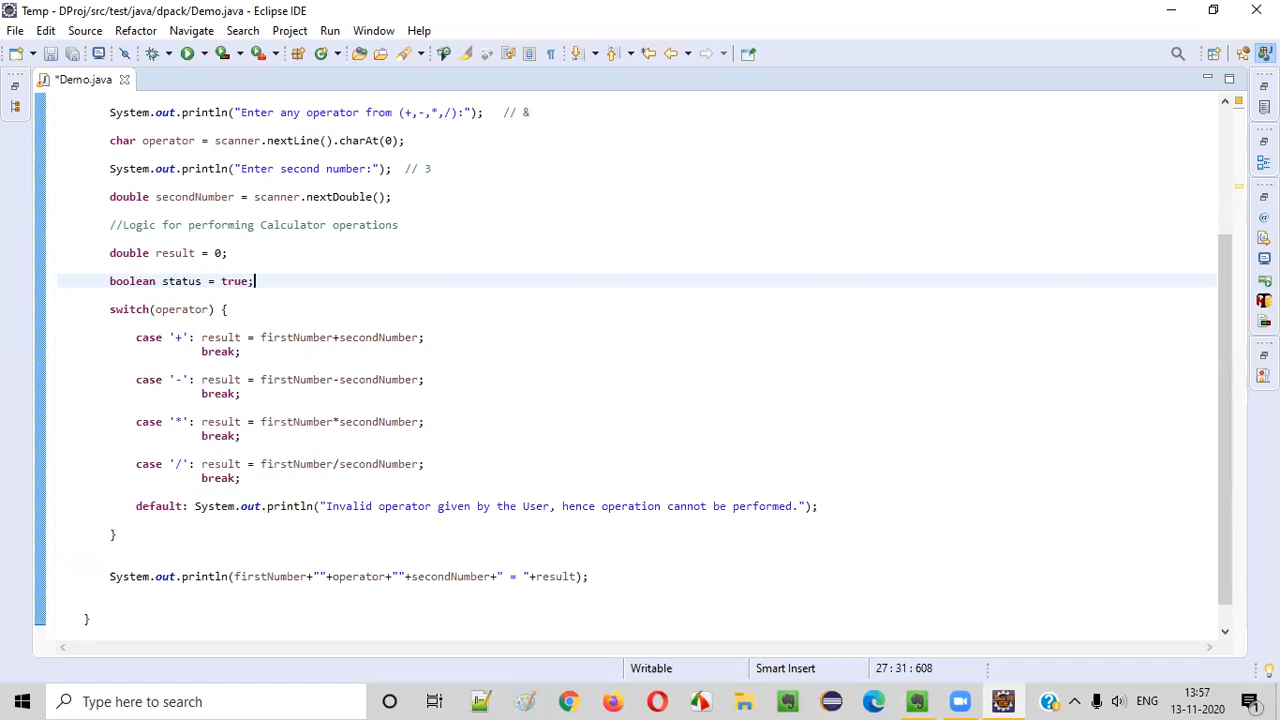 Temp - DProj/src/test/java/dpack/Demo.java - Eclipse IDE
File Edit Source Refactor Navigate Search Project Run Window Help
*Demo.java
System.out.println("Enter any operator from (+,-,*,/):"); // &
char operator = scanner.nextLine().charAt(0);
System.out.println("Enter second number:"); // 3
double secondNumber = scanner.nextDouble();
//Logic for performing Calculator operations
double result = 0;
boolean status = true;
switch(operator) {
case '+': result = firstNumber+secondNumber;
break;
case '-': result = firstNumber-secondNumber;
break;
case '*': result = firstNumber*secondNumber;
break;
case '/': result = firstNumber/secondNumber;
break;
default: System.out.println("Invalid operator given by the User, hence operation cannot be performed.");
}
System.out.println(firstNumber+""+operator+""+secondNumber+" = "+result);
}
Writable Smart Insert 27 : 31 : 608
Type here to search
ENG 13:57
13-11-2020